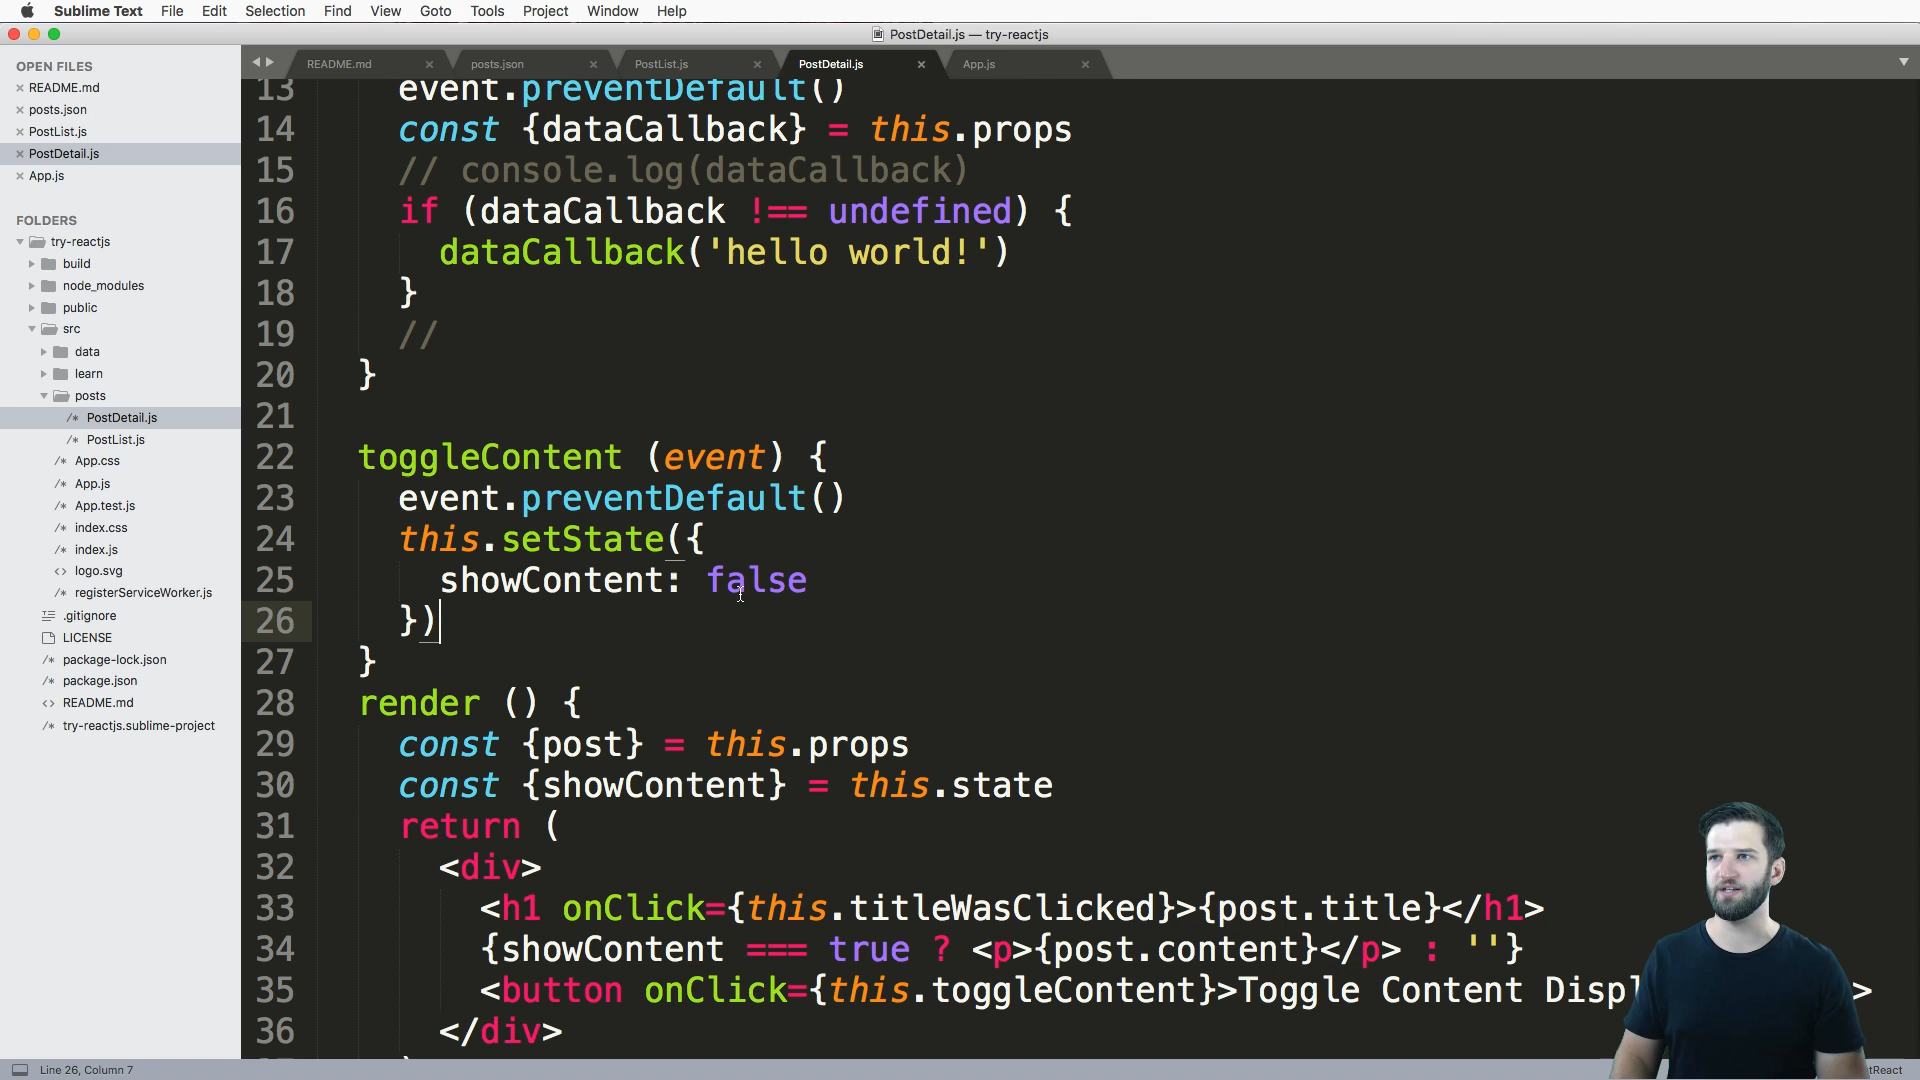 Sublime Text File Edit Selection Find View Goto Tools Project Window Help
PostDetail.js — try-reactjs
OPEN FILES
README.md
posts.json
PostList.js
PostDetail.js
App.js
FOLDERS
try-reactjs
build
node_modules
public
src
data
learn
posts
/* PostDetail.js
/* PostList.js
/* App.css
/* App.js
/* App.test.js
/* index.css
/* index.js
<> logo.svg
/* registerServiceWorker.js
.gitignore
LICENSE
/* package-lock.json
/* package.json
<> README.md
/* try-reactjs.sublime-project
README.md posts.json PostList.js PostDetail.js App.js
13 event.preventDefault()
14 const {dataCallback} = this.props
15 // console.log(dataCallback)
16 if (dataCallback !== undefined) {
17 dataCallback('hello world!')
18 }
19 //
20 }
21
22 toggleContent (event) {
23 event.preventDefault()
24 this.setState({
25 showContent: false
26 })
27 }
28 render () {
29 const {post} = this.props
30 const {showContent} = this.state
31 return (
32 <div>
33 <h1 onClick={this.titleWasClicked}>{post.title}</h1>
34 {showContent === true ? <p>{post.content}</p> : ''}
35 <button onClick={this.toggleContent}>Toggle Content Displ >
36 </div>
Line 26, Column 7
tReact